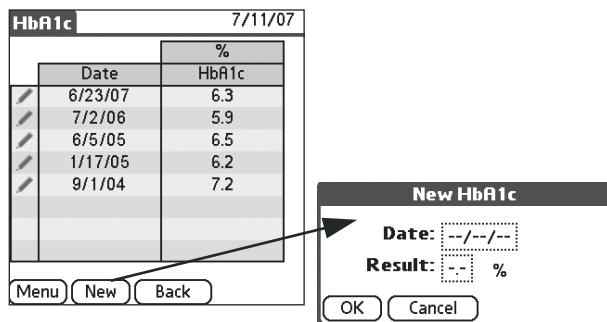 HbA1c 7/11/07
%
Date HbA1c
6/23/07 6.3
7/2/06 5.9
6/5/05 6.5
1/17/05 6.2
9/1/04 7.2
Menu New Back
New HbA1c
Date: --/--/--
Result: -.- %
OK Cancel